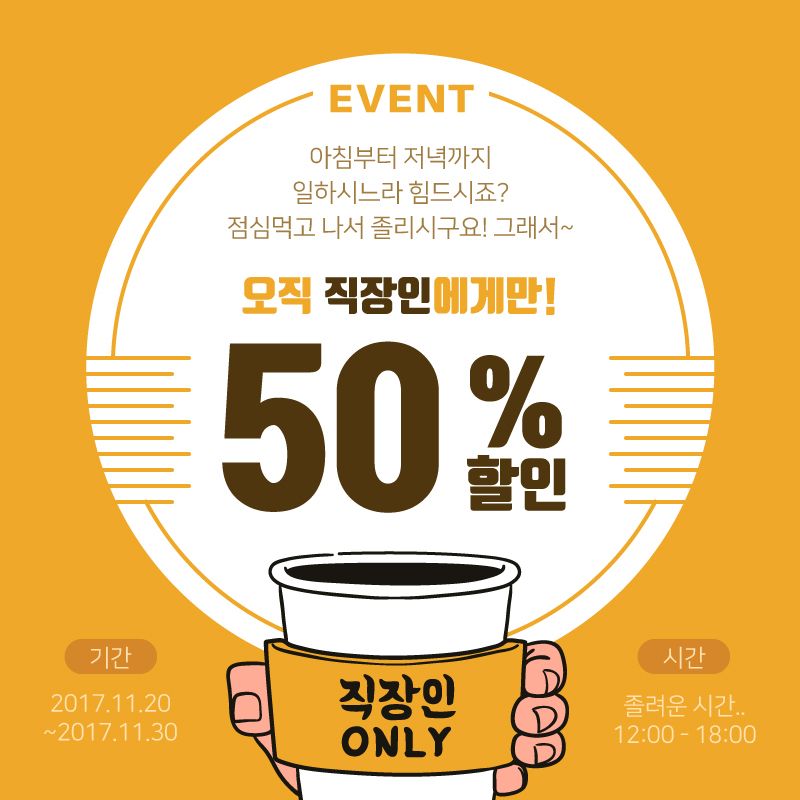 EVENT
아침부터 저녁까지
일하시느라 힘드시죠?
점심먹고 나서 졸리시구요! 그래서~
오직 직장인에게만!
50%
할인
직장인
ONLY
기간
2017.11.20
~2017.11.30
시간
졸려운 시간..
12:00 - 18:00